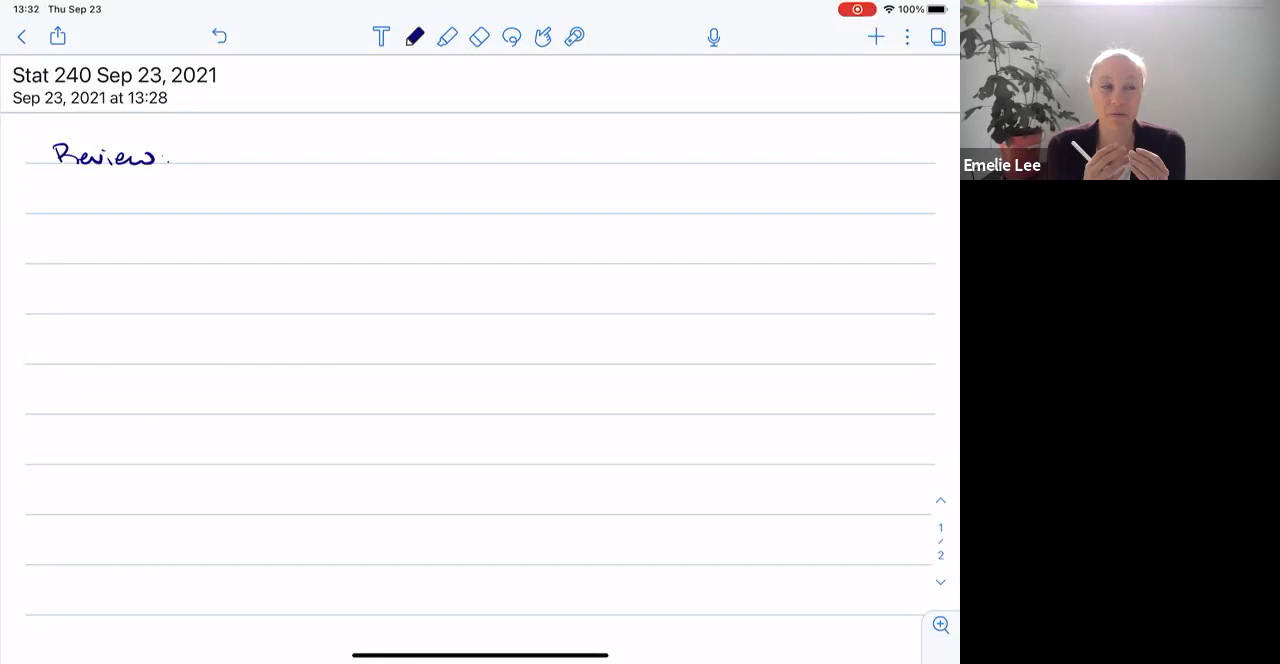 13:32 Thu Sep 23
100%
Stat 240 Sep 23, 2021
Sep 23, 2021 at 13:28
Review:
Emelie Lee
1
2